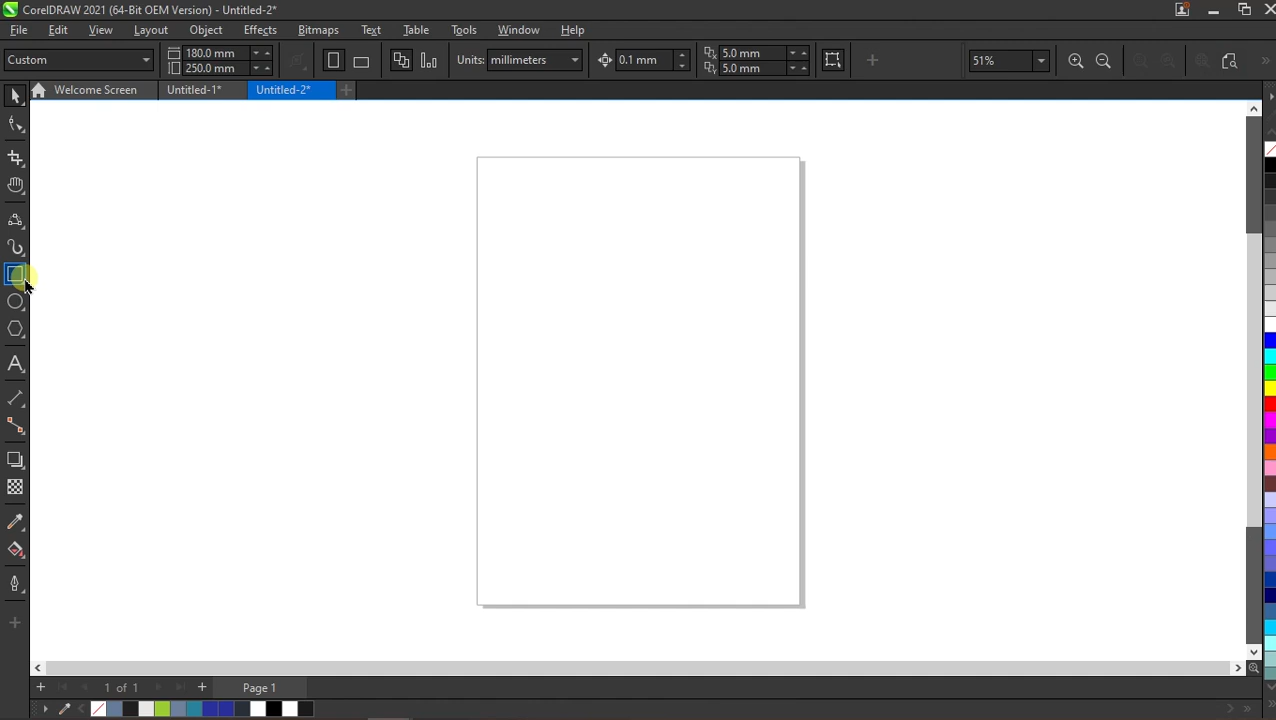 CorelDRAW 2021 (64-Bit OEM Version) - Untitled-2*
File Edit View Layout Object Effects Bitmaps Text Table Tools Window Help
Custom 180.0 mm Units: millimeters 0.1 mm 5.0 mm 51%
250.0 mm 5.0 mm
Welcome Screen Untitled-1* Untitled-2*
1 of 1 Page 1